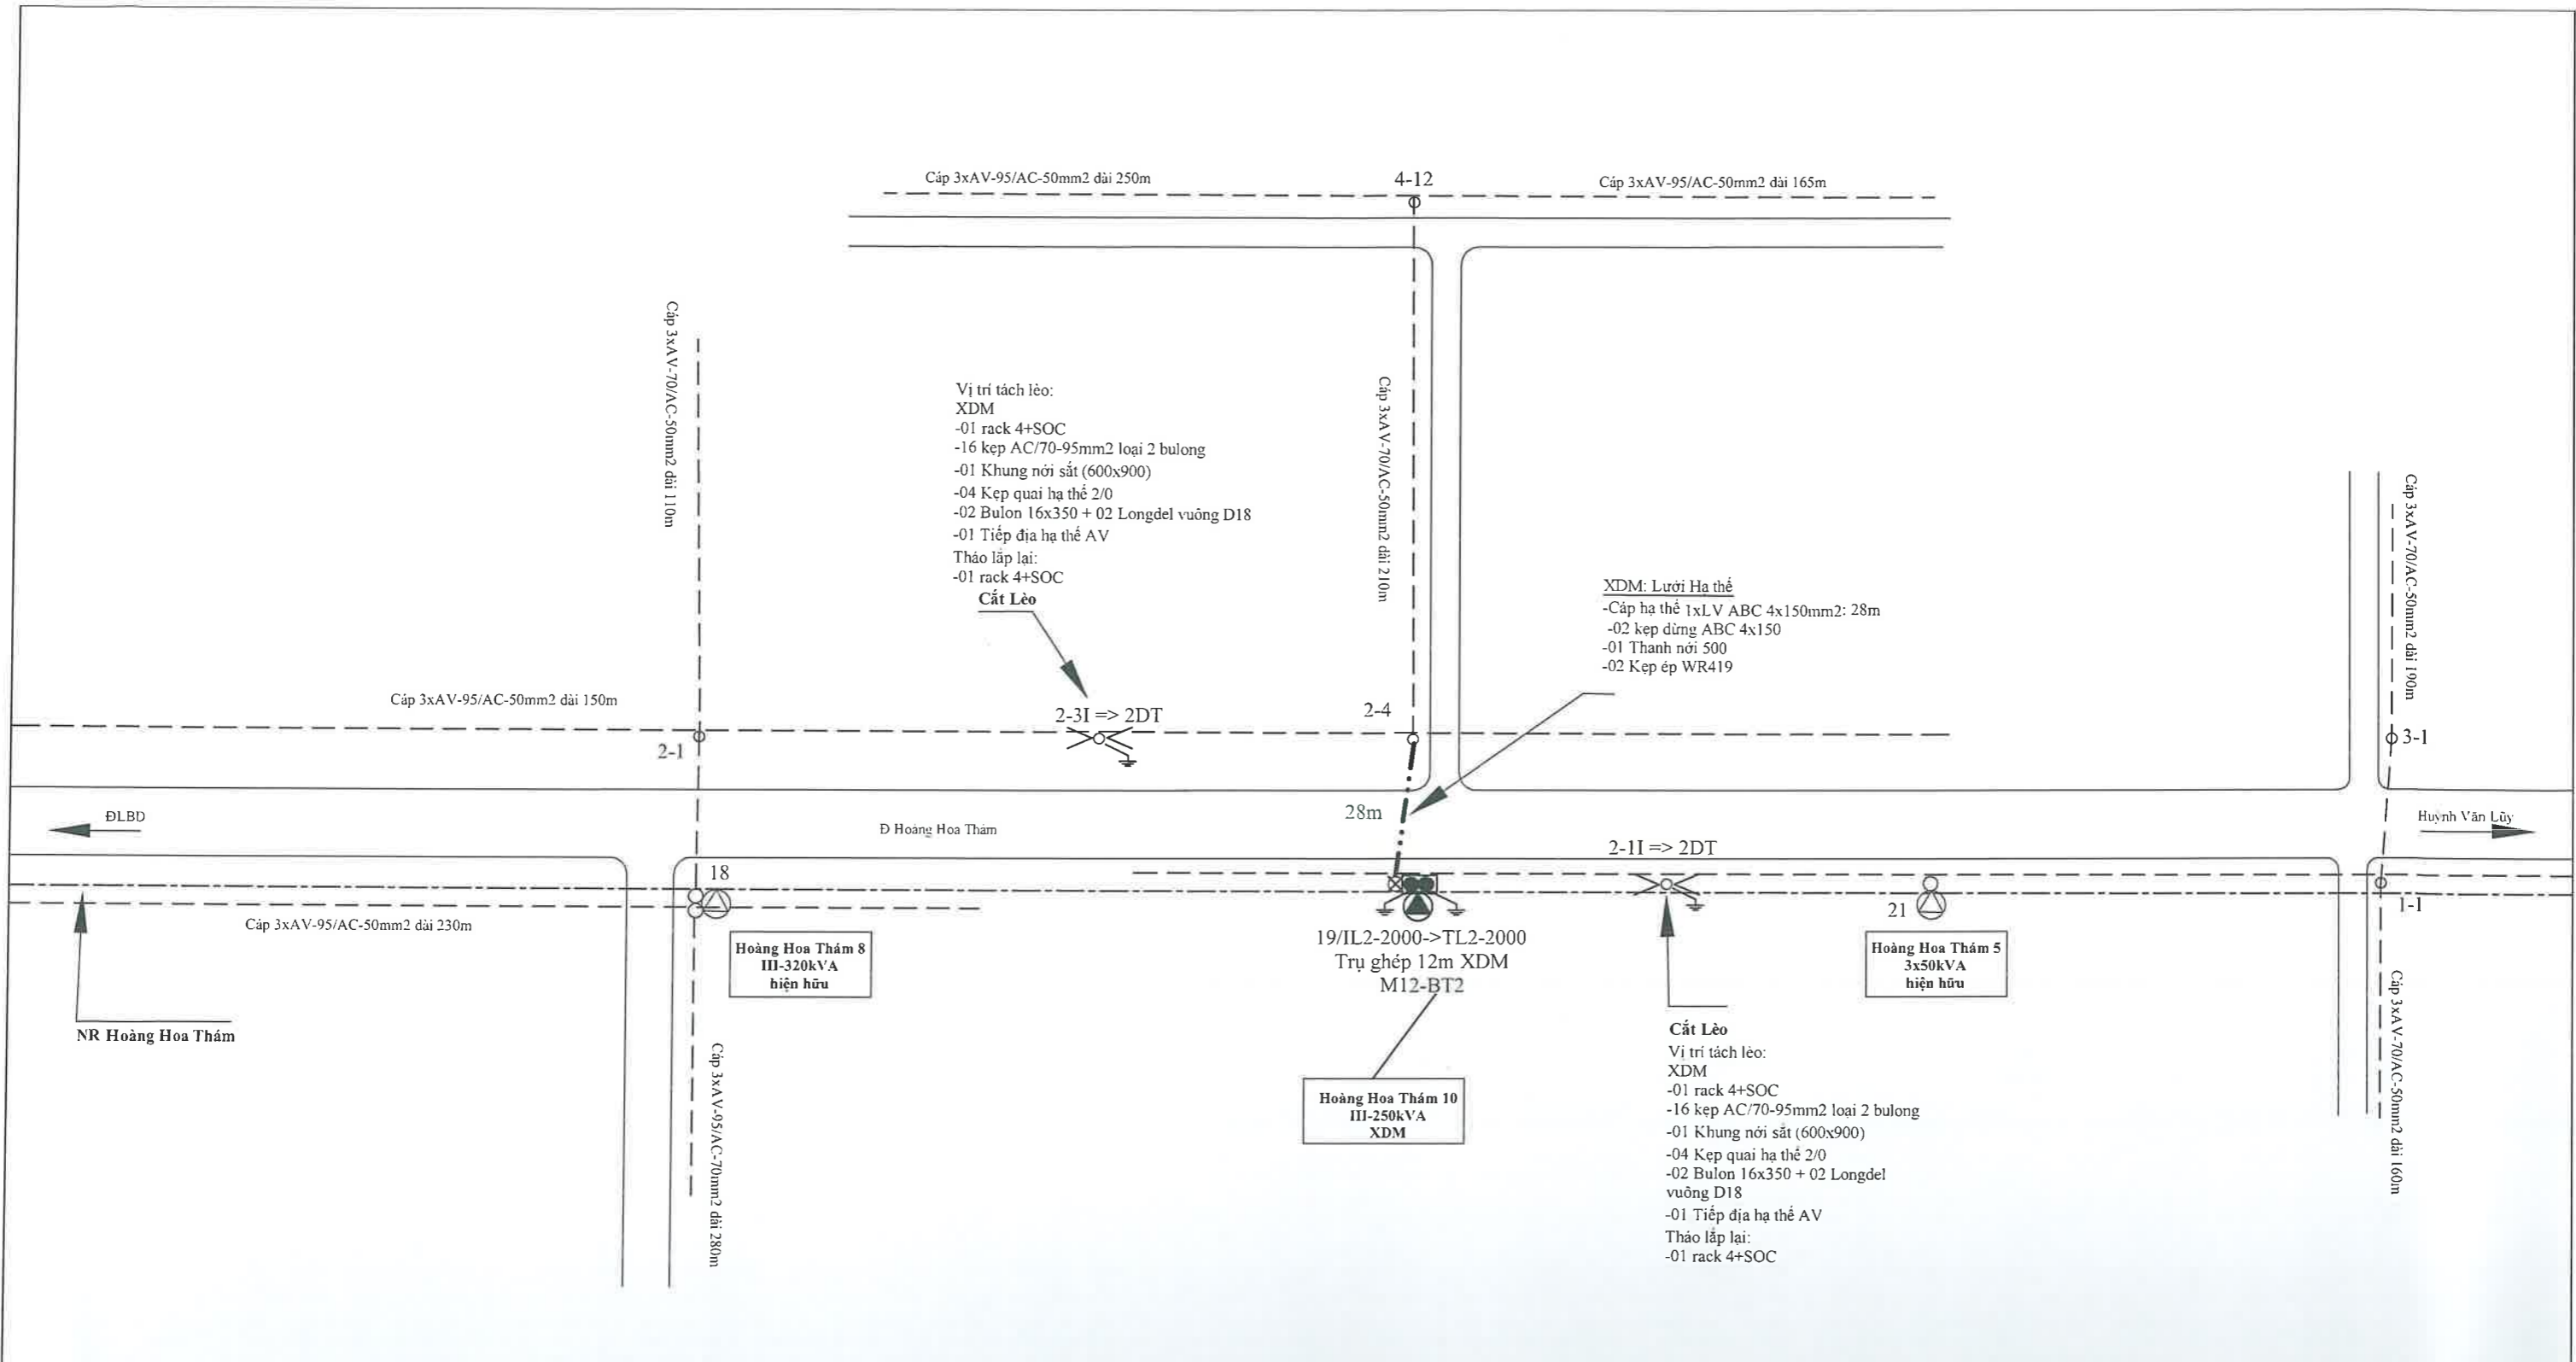 Cáp 3xAV-95/AC-50mm2 dài 250m
4-12
Cáp 3xAV-95/AC-50mm2 dài 165m
Cáp 3xAV-70/AC-50mm2 dài 110m
Vị trí tách lèo:
XDM
-01 rack 4+SOC
-16 kẹp AC/70-95mm2 loại 2 bulong
-01 Khung nới sắt (600x900)
-04 Kẹp quai hạ thế 2/0
-02 Bulon 16x350 + 02 Longdel vuông D18
-01 Tiếp địa hạ thế AV
Tháo lắp lại:
-01 rack 4+SOC
Cắt Lèo
Cáp 3xAV-70/AC-50mm2 dài 210m
XDM: Lưới Hạ thế
-Cáp hạ thế 1xLV ABC 4x150mm2: 28m
-02 kẹp dừng ABC 4x150
-01 Thanh nới 500
-02 Kẹp ép WR419
Cáp 3xAV-70/AC-50mm2 dài 190m
Cáp 3xAV-95/AC-50mm2 dài 150m
2-1
2-3I => 2DT
2-4
3-1
28m
ĐLBD
Đ Hoàng Hoa Thám
Huỳnh Văn Lũy
2-1I => 2DT
18
21
1-1
Cáp 3xAV-95/AC-50mm2 dài 230m
Hoàng Hoa Thám 8
III-320kVA
hiện hữu
19/IL2-2000->TL2-2000
Trụ ghép 12m XDM
M12-BT2
Hoàng Hoa Thám 5
3x50kVA
hiện hữu
NR Hoàng Hoa Thám
Cáp 3xAV-95/AC-70mm2 dài 280m
Hoàng Hoa Thám 10
III-250kVA
XDM
Cắt Lèo
Vị trí tách lèo:
XDM
-01 rack 4+SOC
-16 kẹp AC/70-95mm2 loại 2 bulong
-01 Khung nới sắt (600x900)
-04 Kẹp quai hạ thế 2/0
-02 Bulon 16x350 + 02 Longdel
vuông D18
-01 Tiếp địa hạ thế AV
Tháo lắp lại:
-01 rack 4+SOC
Cáp 3xAV-70/AC-50mm2 dài 160m